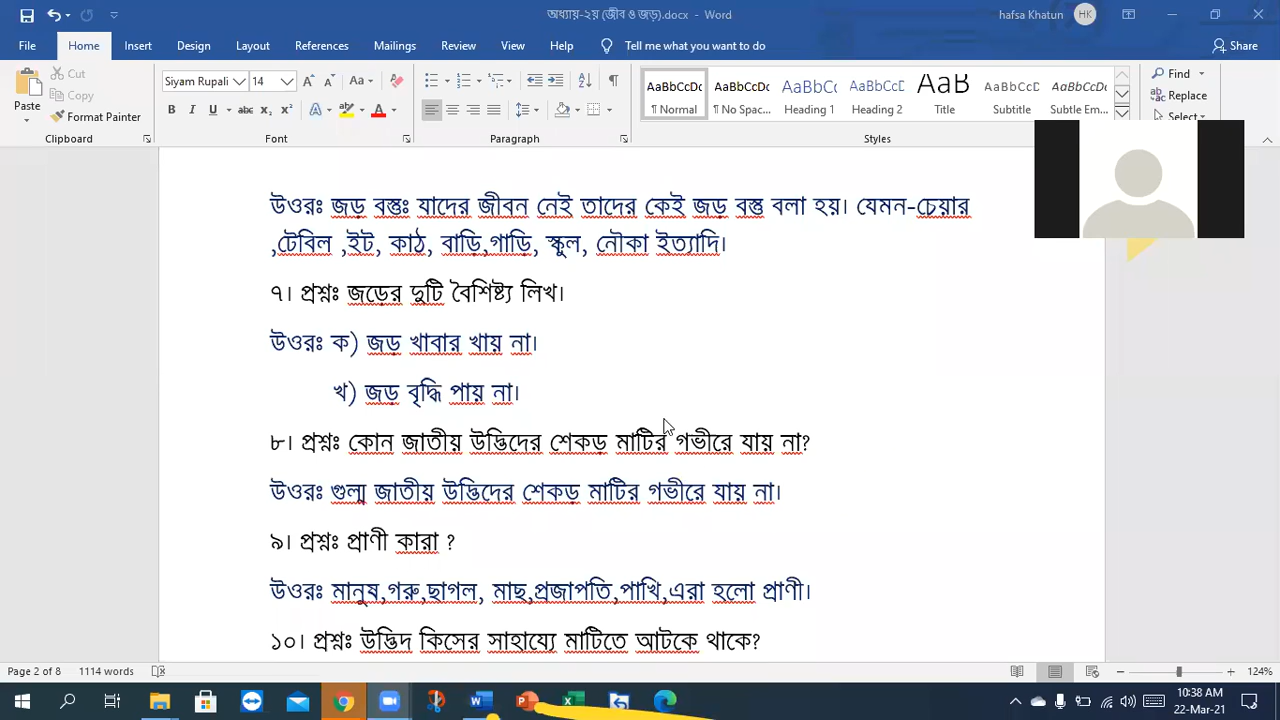 অধ্যায়-২য় (জীব ও জড়).docx - Word
hafsa Khatun
HK
File Home Insert Design Layout References Mailings Review View Help Tell me what you want to do Share
Paste
Cut
Copy
Format Painter
Clipboard
Siyam Rupali 14
Font
Paragraph
AaBbCcDc ¶ Normal
AaBbCcDc ¶ No Spac...
AaBbC Heading 1
AaBbCcC Heading 2
AaB Title
AaBbCcD Subtitle
AaBbCcD Subtle Em...
Styles
Find
Replace
Select
উওরঃ জড় বস্তুঃ যাদের জীবন নেই তাদের কেই জড় বস্তু বলা হয়। যেমন-চেয়ার
,টেবিল ,ইট, কাঠ, বাড়ি,গাড়ি, স্কুল, নৌকা ইত্যাদি।
৭। প্রশ্নঃ জড়ের দুটি বৈশিষ্ট্য লিখ।
উওরঃ ক) জড় খাবার খায় না।
খ) জড় বৃদ্ধি পায় না।
৮। প্রশ্নঃ কোন জাতীয় উদ্ভিদের শেকড় মাটির গভীরে যায় না?
উওরঃ গুল্ম জাতীয় উদ্ভিদের শেকড় মাটির গভীরে যায় না।
৯। প্রশ্নঃ প্রাণী কারা ?
উওরঃ মানুষ,গরু,ছাগল, মাছ,প্রজাপতি,পাখি,এরা হলো প্রাণী।
১০। প্রশ্নঃ উদ্ভিদ কিসের সাহায্যে মাটিতে আটকে থাকে?
Page 2 of 8 1114 words
124%
10:38 AM
22-Mar-21